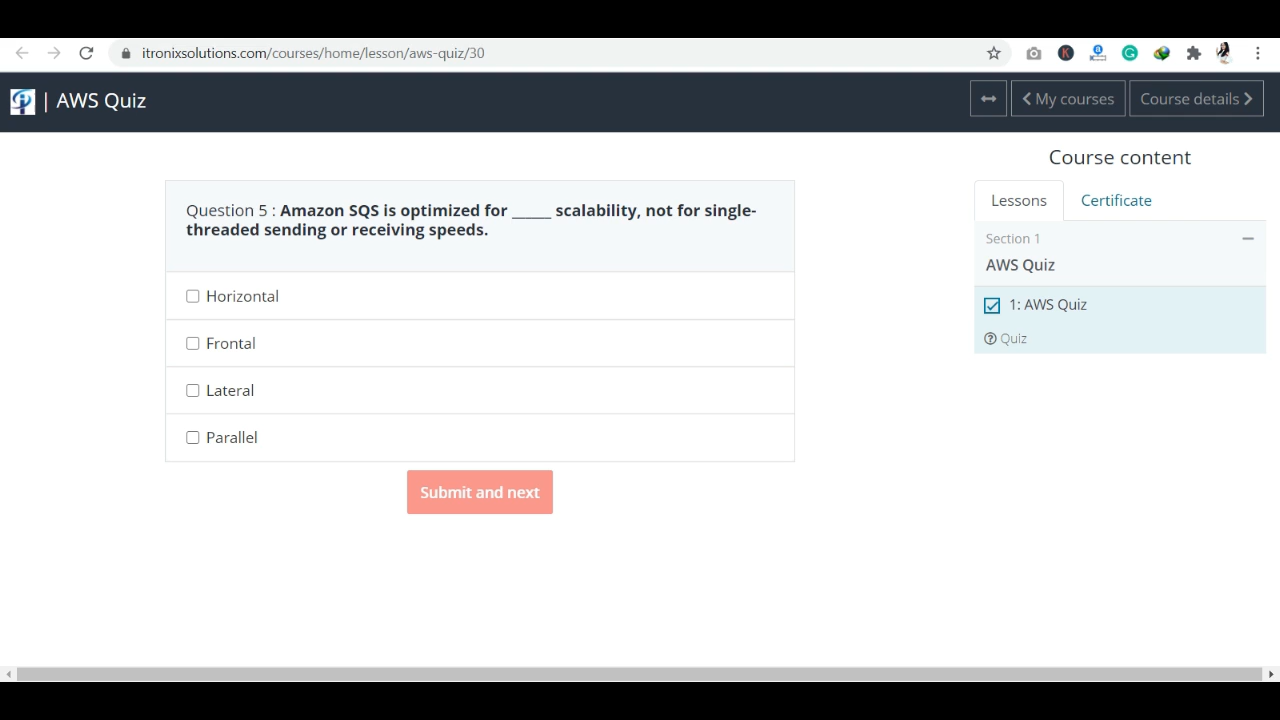 itronixsolutions.com/courses/home/lesson/aws-quiz/30
| AWS Quiz
My courses
Course details
Course content
Lessons
Certificate
Section 1
AWS Quiz
1: AWS Quiz
Quiz
Question 5 : Amazon SQS is optimized for _____ scalability, not for single-
threaded sending or receiving speeds.
Horizontal
Frontal
Lateral
Parallel
Submit and next